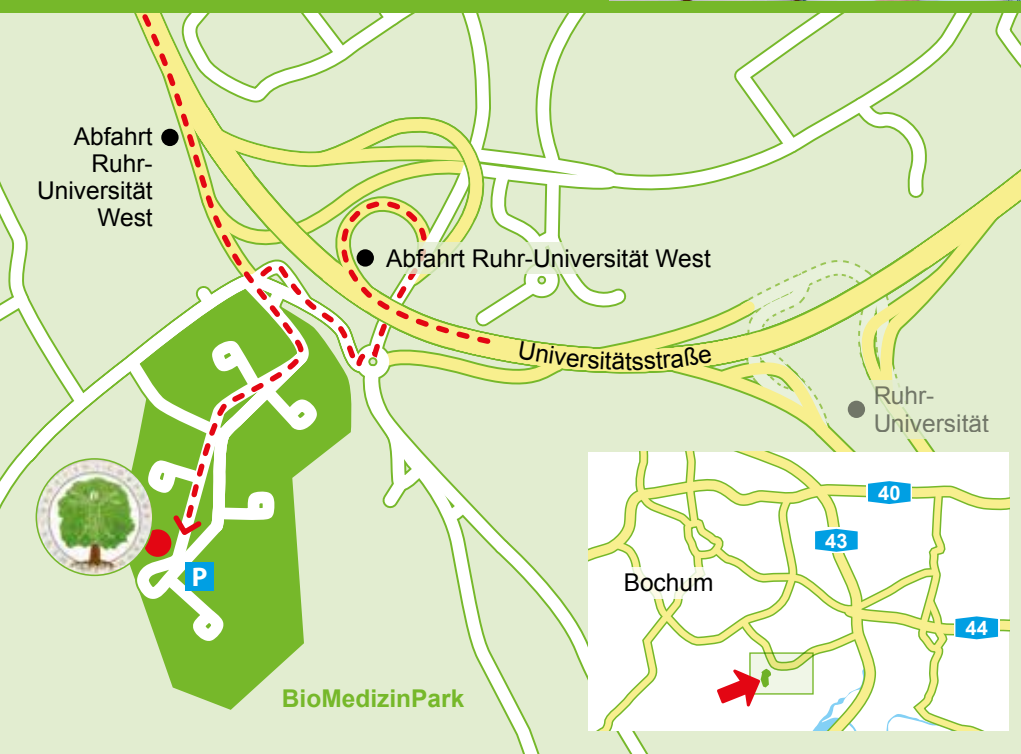 Abfahrt
Ruhr-
Universität
West
Abfahrt Ruhr-Universität West
Universitätsstraße
Ruhr-
Universität
40
43
Bochum
44
P
BioMedizinPark